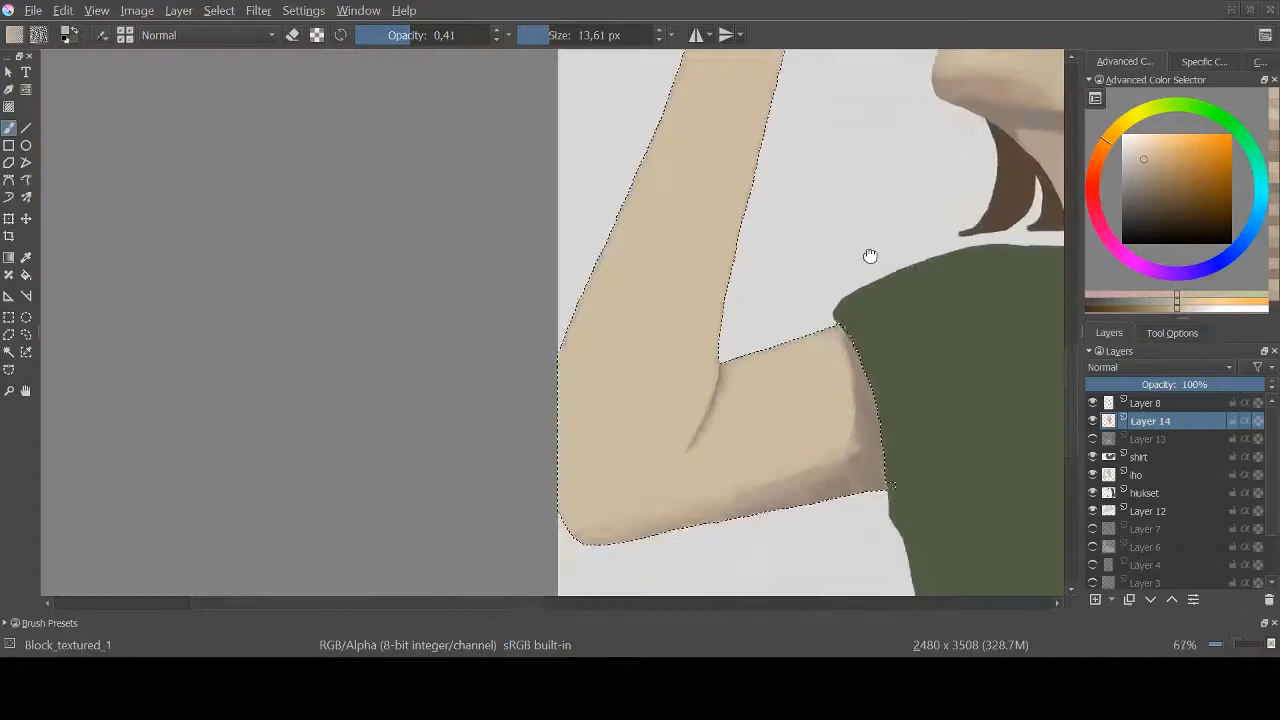 File Edit View Image Layer Select Filter Settings Window Help
Normal Opacity: 0,41 Size: 13,61 px
Advanced C... Specific C... C...
Advanced Color Selector
Layers Tool Options
Layers
Normal
Opacity: 100%
Layer 8
Layer 14
Layer 13
shirt
iho
hiukset
Layer 12
Layer 7
Layer 6
Layer 4
Layer 3
Brush Presets
Block_textured_1 RGB/Alpha (8-bit integer/channel) sRGB built-in 2480 x 3508 (328.7M) 67%